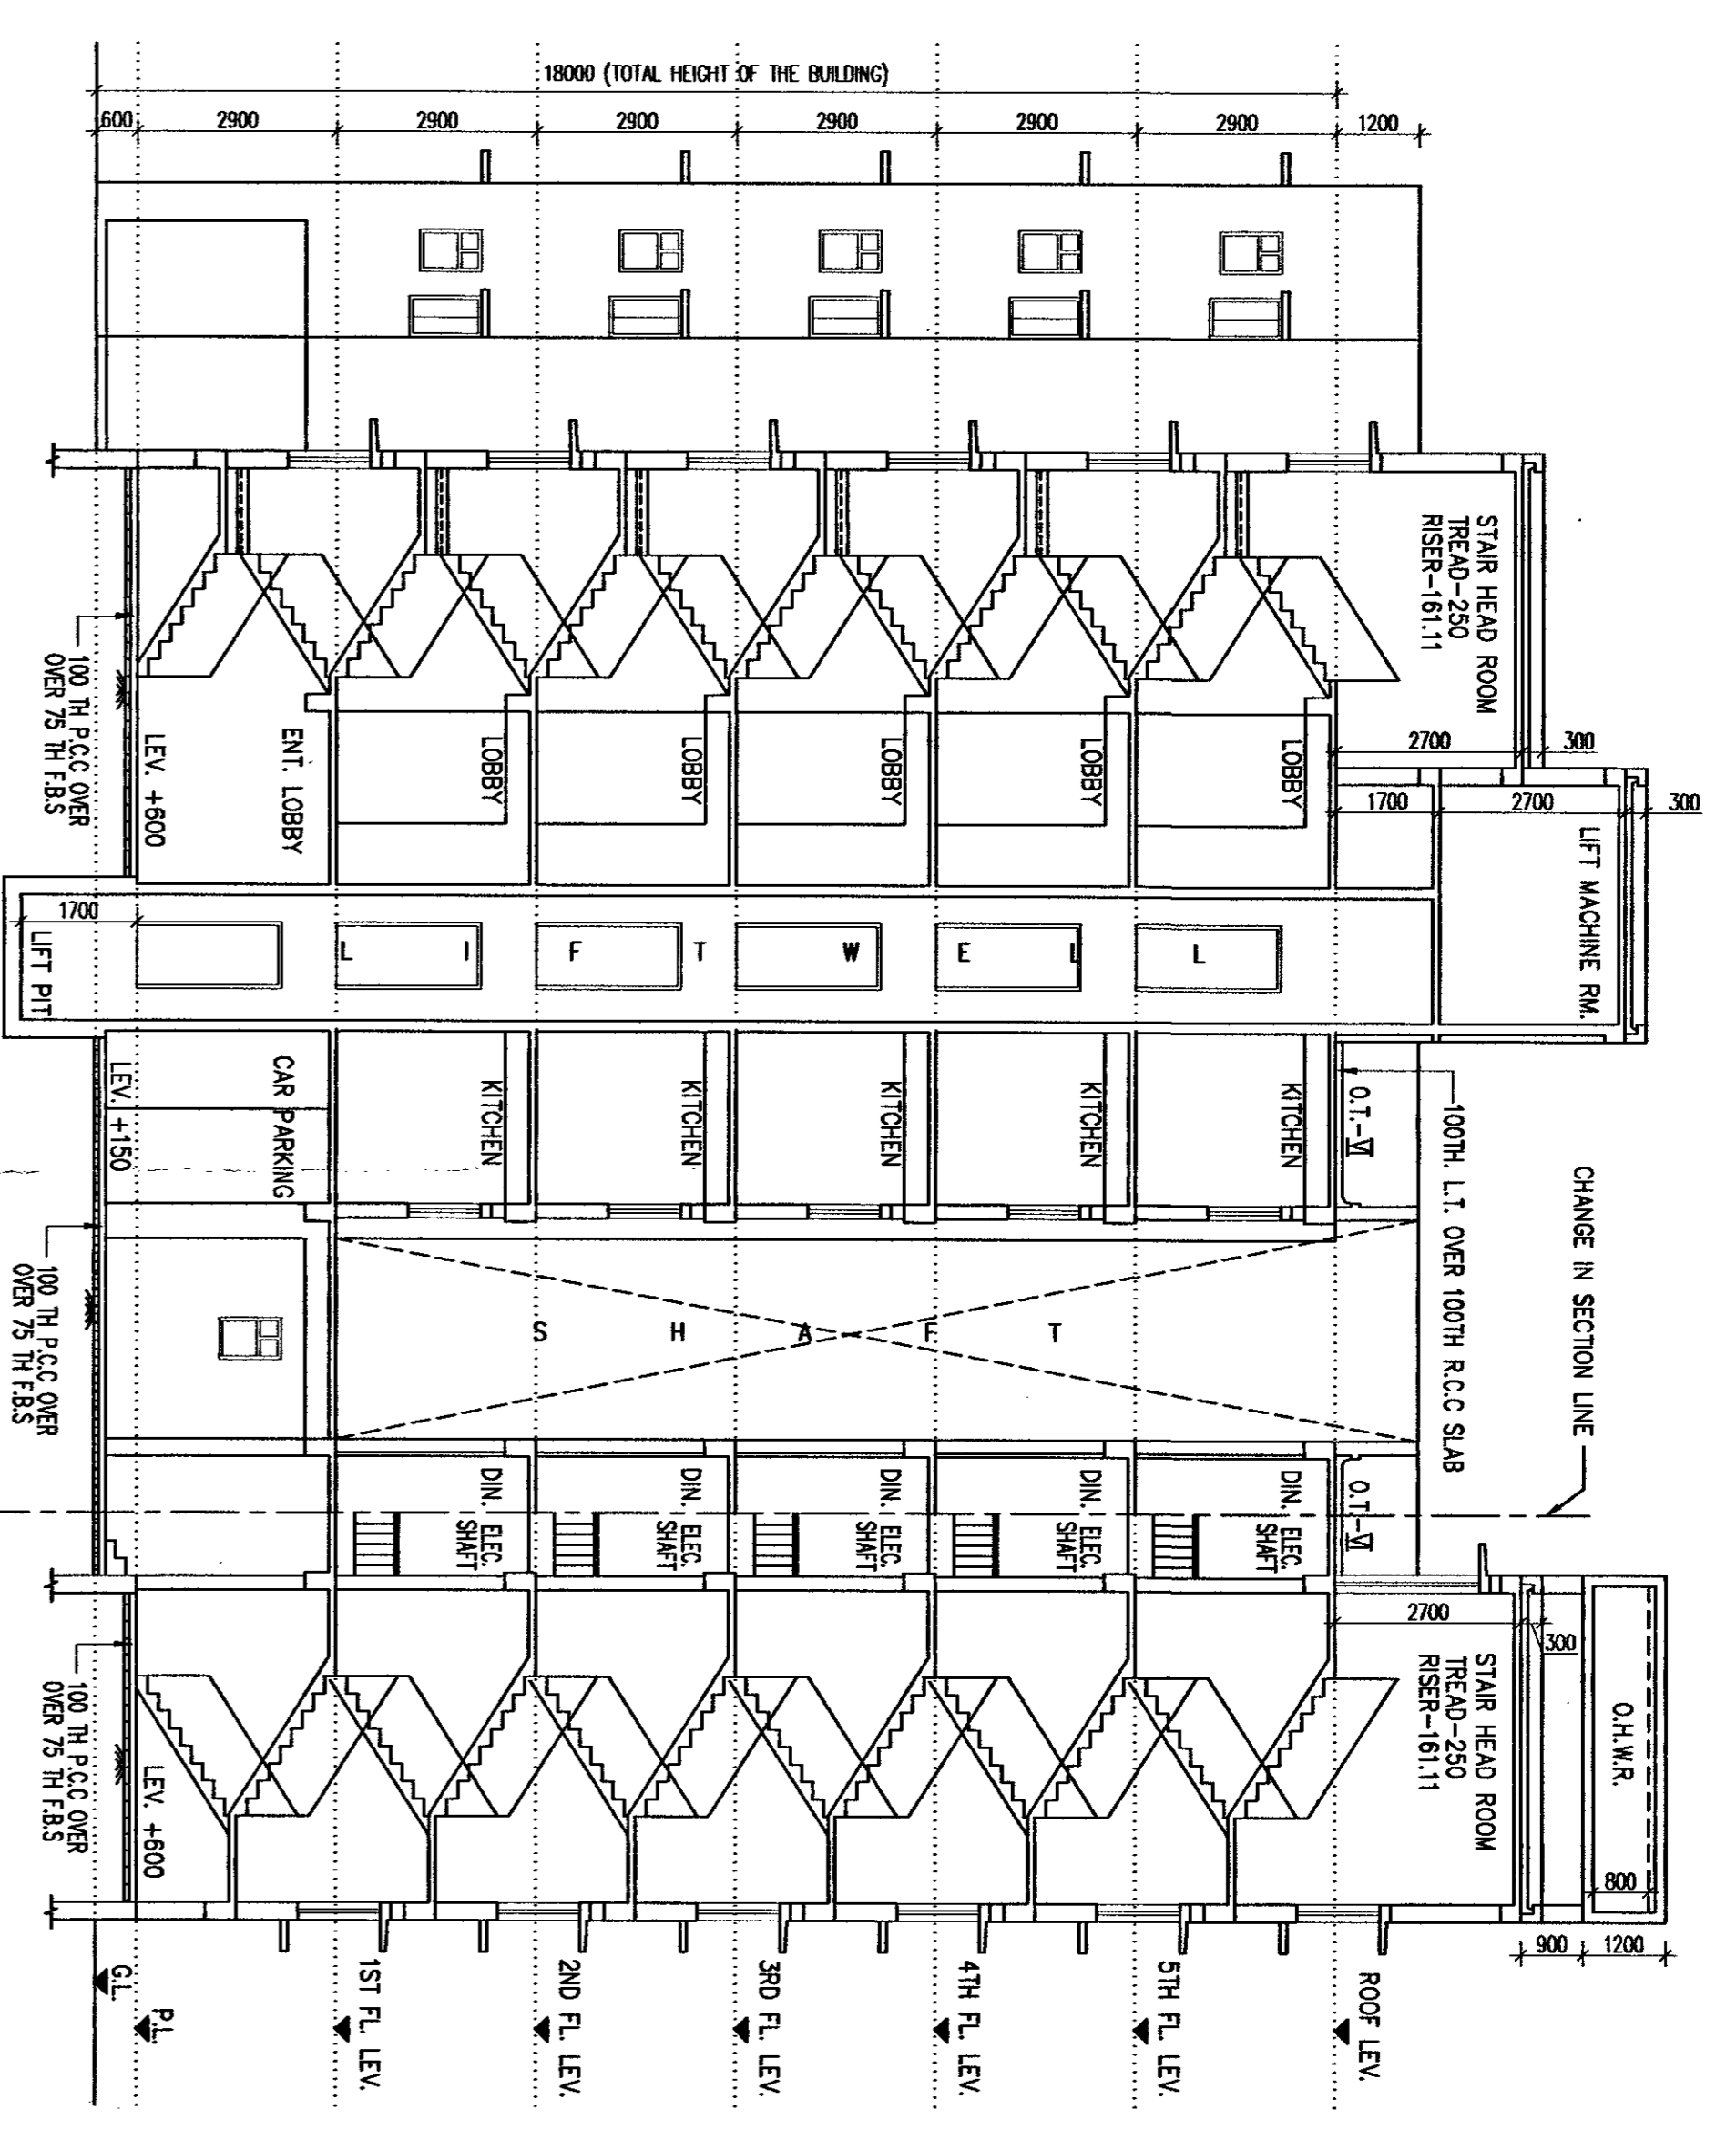 18000 (TOTAL HEIGHT OF THE BUILDING)
600
2900
2900
2900
2900
2900
2900
1200
STAIR HEAD ROOM
TREAD-250
RISER-161.11
2700
300
1700
2700
300
LIFT MACHINE RM.
LOBBY
LOBBY
LOBBY
LOBBY
LOBBY
ENT. LOBBY
LEV. +600
100 TH P.C.C OVER
OVER 75 TH F.B.S
1700
LIFT PIT
L I F T W E L L
KITCHEN
KITCHEN
KITCHEN
KITCHEN
KITCHEN
CAR PARKING
LEV. +150
O.T.-VI
100TH. L.T. OVER 100TH R.C.C SLAB
CHANGE IN SECTION LINE
100 TH P.C.C OVER
OVER 75 TH F.B.S
S H A F T
DIN.
DIN.
DIN.
DIN.
DIN.
ELEC.
SHAFT
ELEC.
SHAFT
ELEC.
SHAFT
ELEC.
SHAFT
ELEC.
SHAFT
O.T.-VI
2700
300
STAIR HEAD ROOM
TREAD-250
RISER-161.11
O.H.W.R.
800
900
1200
100 TH P.C.C OVER
OVER 75 TH F.B.S
LEV. +600
G.L.
P.L.
1ST FL. LEV.
2ND FL. LEV.
3RD FL. LEV.
4TH FL. LEV.
5TH FL. LEV.
ROOF LEV.